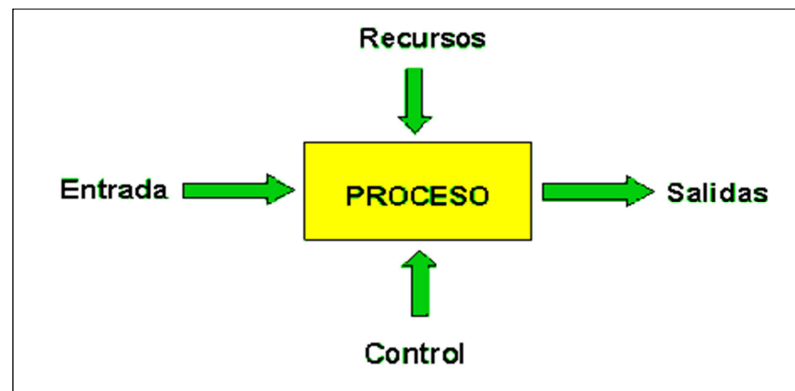 Recursos
Entrada
PROCESO
Salidas
Control